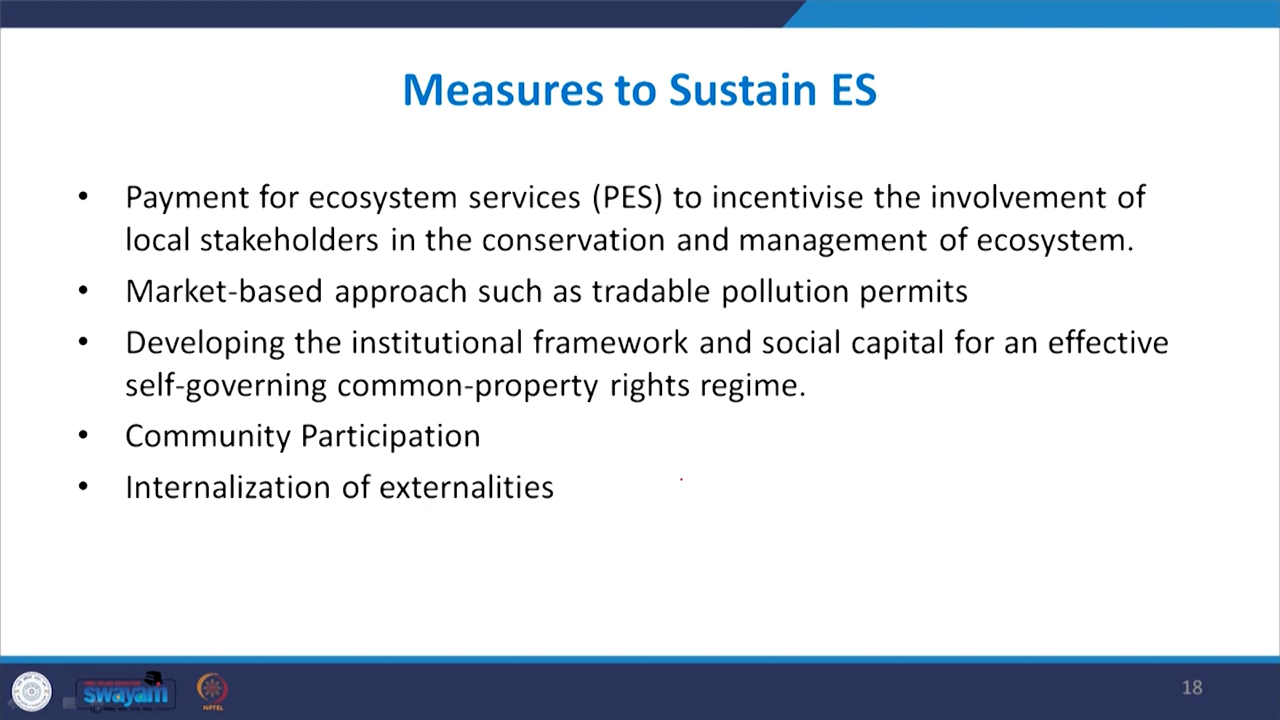 Measures to Sustain ES
• Payment for ecosystem services (PES) to incentivise the involvement of
local stakeholders in the conservation and management of ecosystem.
• Market-based approach such as tradable pollution permits
• Developing the institutional framework and social capital for an effective
self-governing common-property rights regime.
• Community Participation
• Internalization of externalities
swayam
NPTEL
18